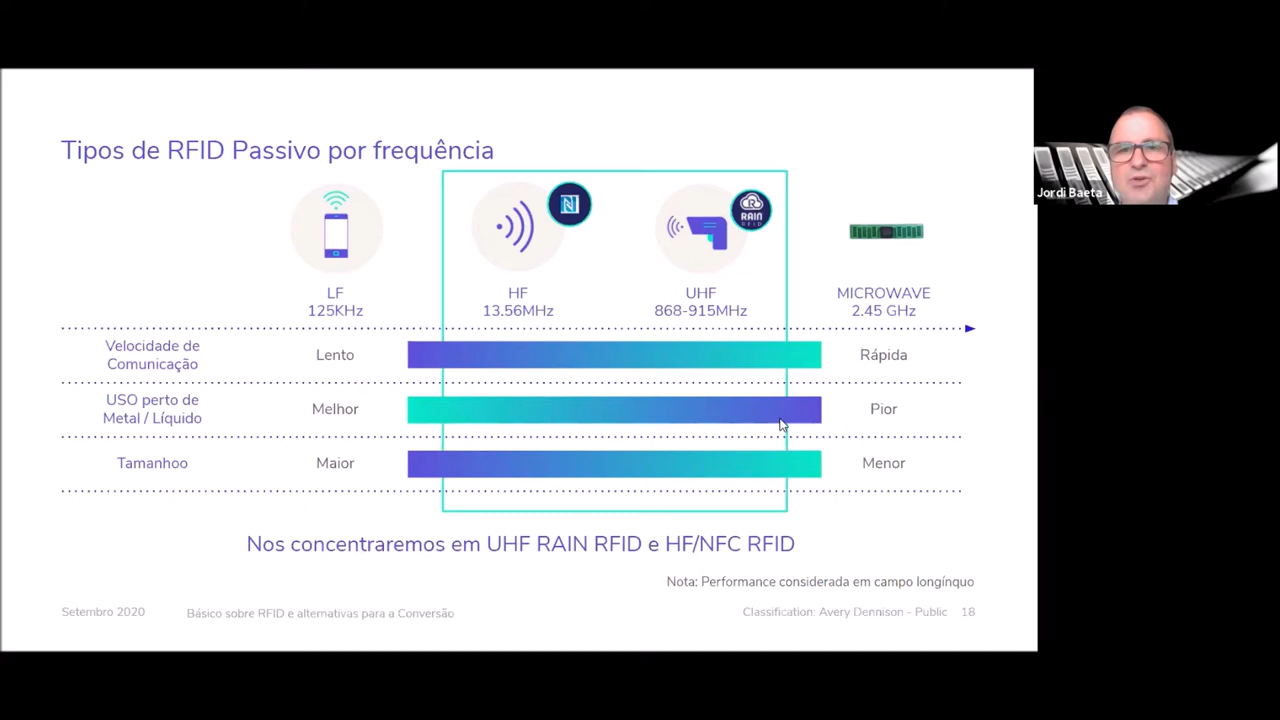 Tipos de RFID Passivo por frequência
Jordi Baeta
RAIN
RFID
LF
125KHz
HF
13.56MHz
UHF
868-915MHz
MICROWAVE
2.45 GHz
Velocidade de
Comunicação
Lento
Rápida
USO perto de
Metal / Líquido
Melhor
Pior
Tamanhoo
Maior
Menor
Nos concentraremos em UHF RAIN RFID e HF/NFC RFID
Nota: Performance considerada em campo longínquo
Setembro 2020
Básico sobre RFID e alternativas para a Conversão
Classification: Avery Dennison - Public
18